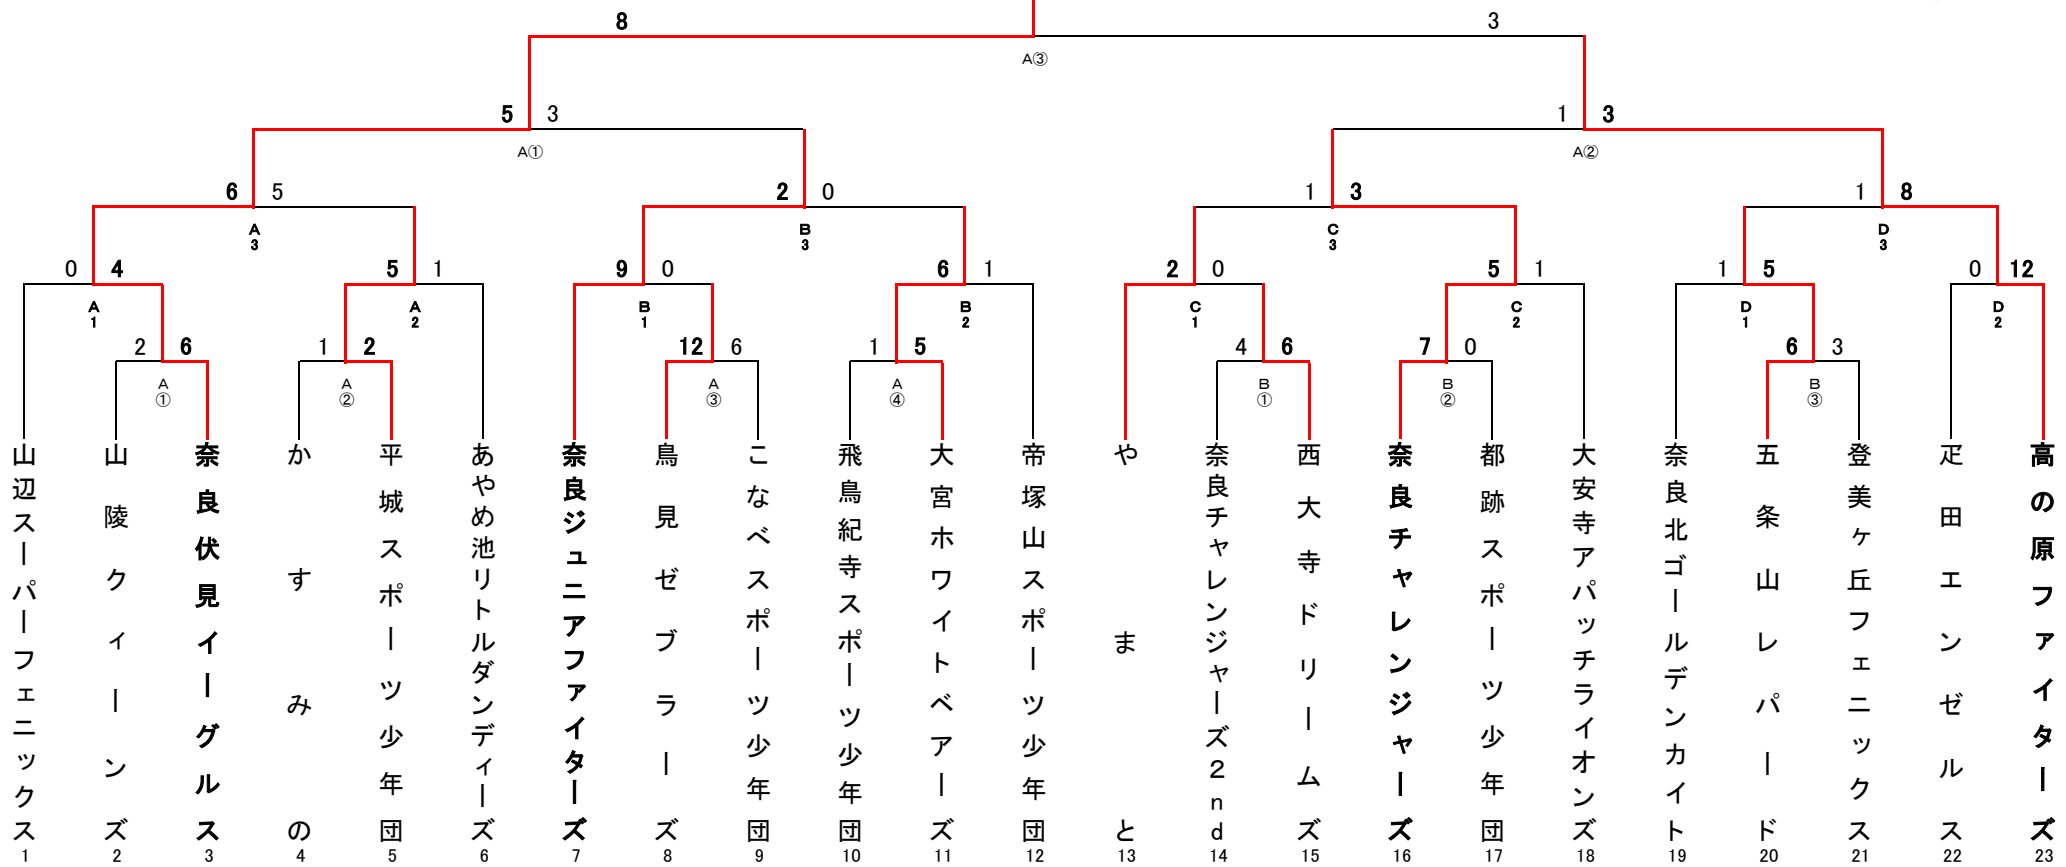 8 3
A③
5 3 1 3
A① A②
6 5 2 0 1 3 1 8
A3 B3 C3 D3
0 4 5 1 9 0 6 1 2 0 5 1 1 5 0 12
A1 A2 B1 B2 C1 C2 D1 D2
2 6 1 2 12 6 1 5 4 6 7 0 6 3
A① A② A③ A④ B① B② B③
山辺スーパーフェニックス
山陵クィーンズ
奈良伏見イーグルス
かすみの
平城スポーツ少年団
あやめ池リトルダンディーズ
奈良ジュニアファイターズ
鳥見ゼブラーズ
こなベスポーツ少年団
飛鳥紀寺スポーツ少年団
大宮ホワイトベアーズ
帝塚山スポーツ少年団
やまと
奈良チャレンジャーズ2nd
西大寺ドリームズ
奈良チャレンジャーズ
都跡スポーツ少年団
大安寺アパッチライオンズ
奈良北ゴールデンカイト
五条山レパード
登美ヶ丘フェニックス
疋田エンゼルス
高の原ファイターズ
1 2 3 4 5 6 7 8 9 10 11 12 13 14 15 16 17 18 19 20 21 22 23